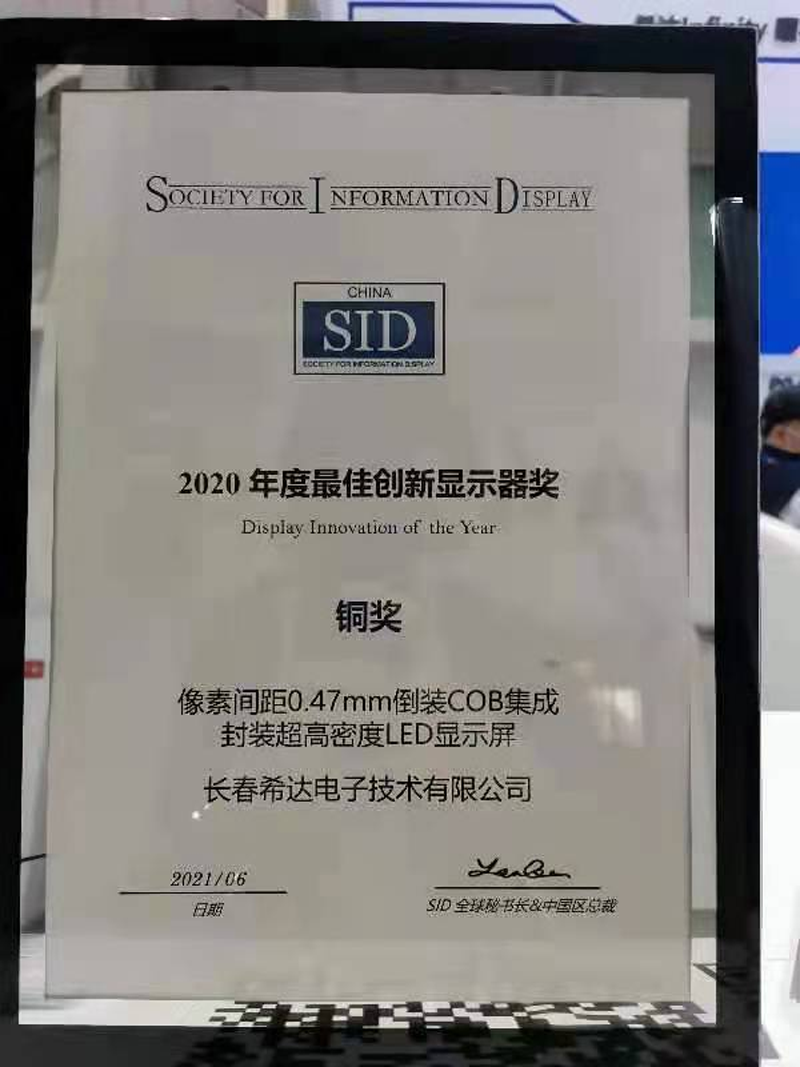 SOCIETY FOR INFORMATION DISPLAY
CHINA
SID
SOCIETY FOR INFORMATION DISPLAY
2020 年度最佳创新显示器奖
Display Innovation of the Year
铜奖
像素间距0.47mm倒装COB集成
封装超高密度LED显示屏
长春希达电子技术有限公司
2021/06
日期
SID 全球秘书长&中国区总裁